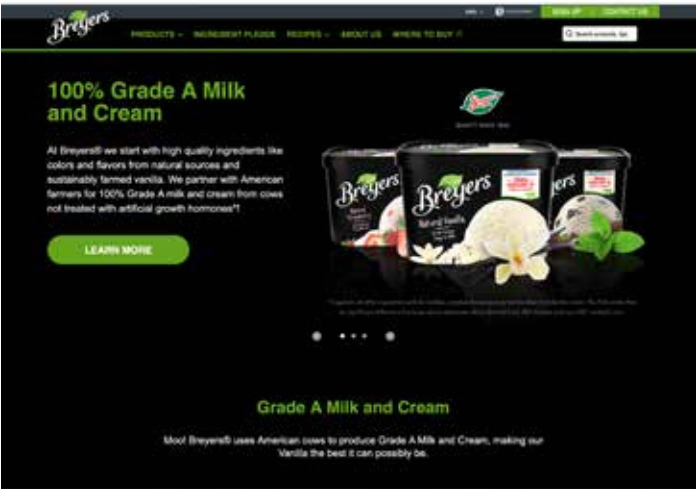 Breyers
PRODUCTS INGREDIENT PLEDGE RECIPES ABOUT US WHERE TO BUY
SIGN UP CONTACT US
100% Grade A Milk
and Cream
At Breyers® we start with high quality ingredients like
colors and flavors from natural sources and
sustainably farmed vanilla. We partner with American
farmers for 100% Grade A milk and cream from cows
not treated with artificial growth hormones*†
LEARN MORE
Breyers
Breyers
Natural Vanilla
yers
Grade A Milk and Cream
Moo! Breyers® uses American cows to produce Grade A Milk and Cream, making our
Vanilla the best it can possibly be.